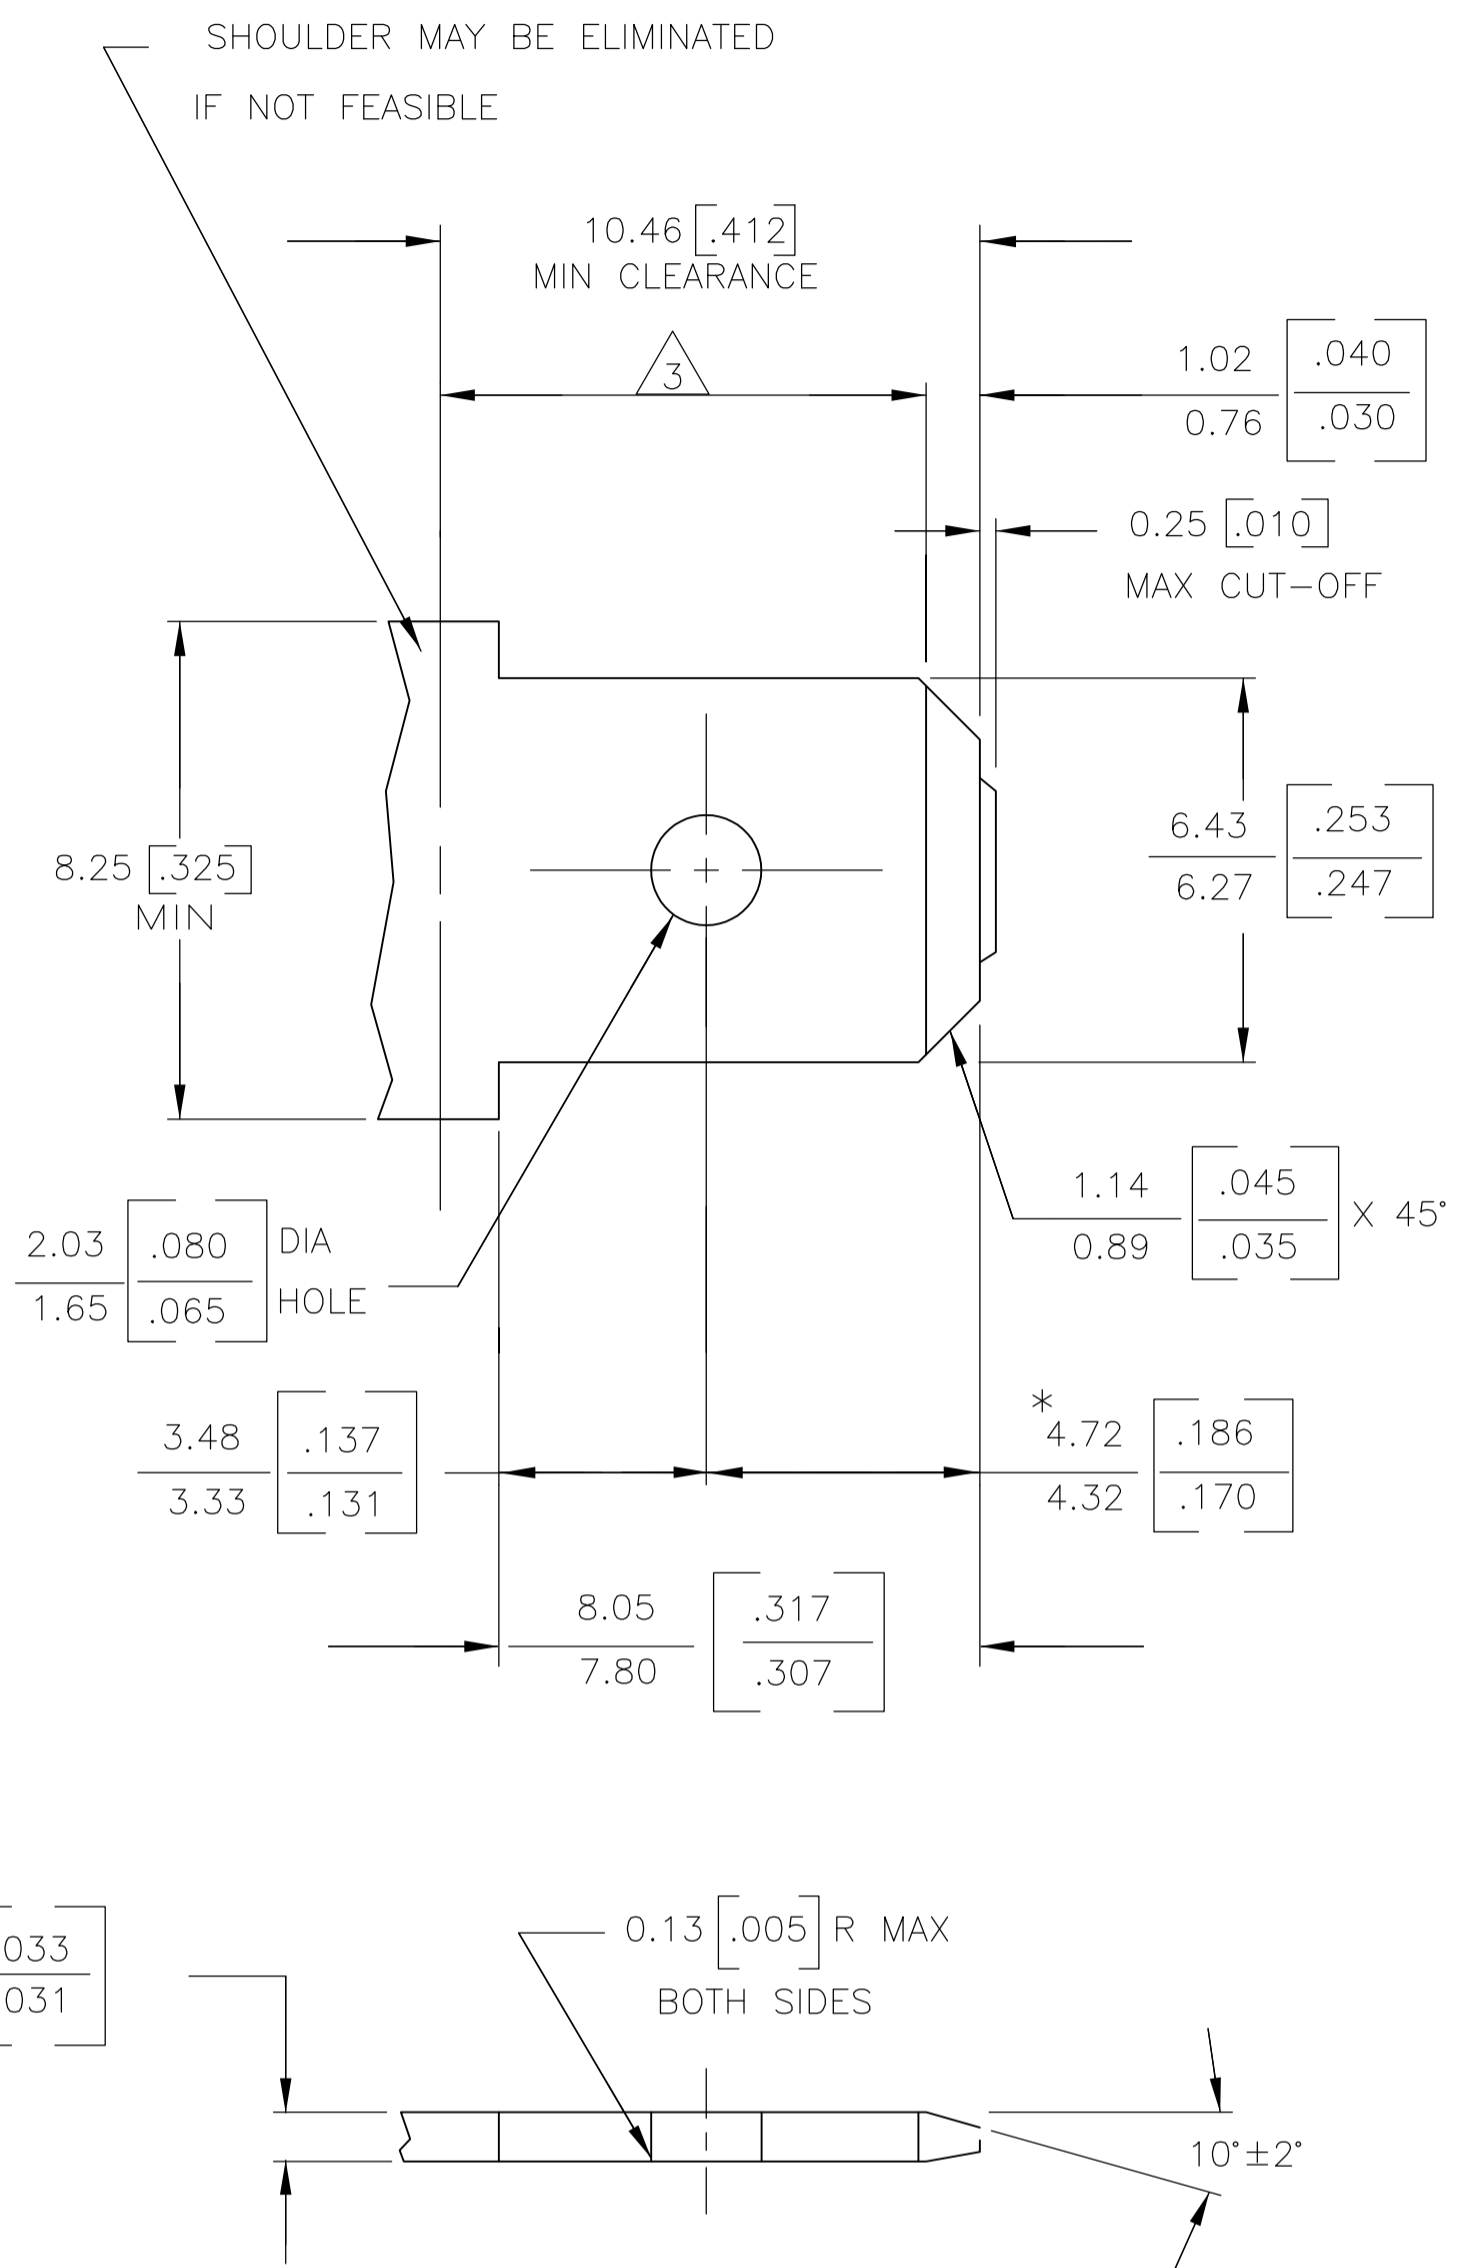 SHOULDER MAY BE ELIMINATED
IF NOT FEASIBLE
10.46 [.412]
MIN CLEARANCE
3
1.02 [.040
0.76 .030]
0.25 [.010]
MAX CUT-OFF
8.25 [.325]
MIN
6.43 [.253
6.27 .247]
1.14 [.045
0.89 .035] X 45°
2.03 [.080 DIA
1.65 .065] HOLE
3.48 [.137
3.33 .131]
*
4.72 [.186
4.32 .170]
8.05 [.317
7.80 .307]
0.13 [.005] R MAX
BOTH SIDES
033
031
10°±2°